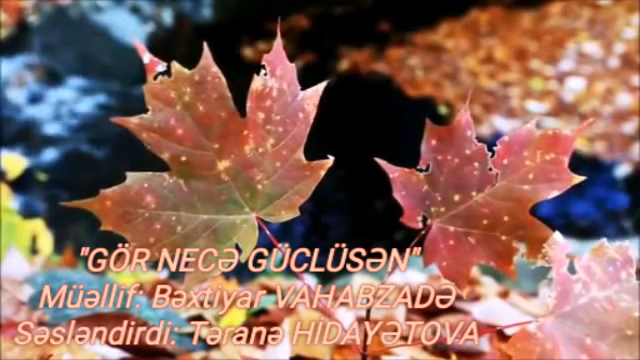 "GÖR NECƏ GÜCLÜSƏN"
Müəllif: Bəxtiyar VAHABZADƏ
Səsləndirdi: Təranə HİDAYƏTOVA